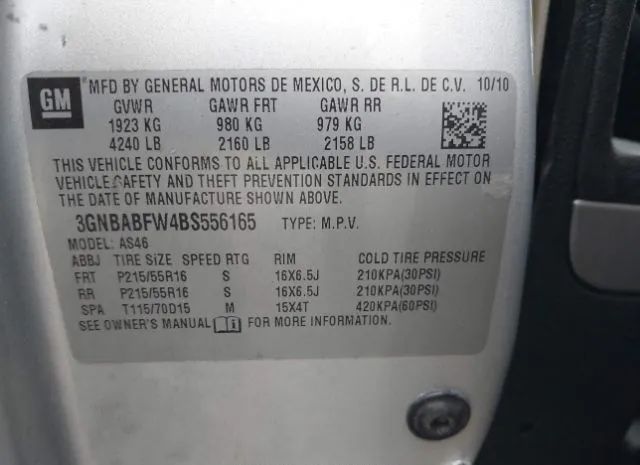 GM MFD BY GENERAL MOTORS DE MEXICO, S. DE R.L. DE C.V. 10/10
GVWR GAWR FRT GAWR RR
1923 KG 980 KG 979 KG
4240 LB 2160 LB 2158 LB
THIS VEHICLE CONFORMS TO ALL APPLICABLE U.S. FEDERAL MOTOR
VEHICLE SAFETY AND THEFT PREVENTION STANDARDS IN EFFECT ON
THE DATE OF MANUFACTURE SHOWN ABOVE.
3GNBABFW4BS556165 TYPE: M.P.V.
MODEL: AS46
ABBJ TIRE SIZE SPEED RTG RIM COLD TIRE PRESSURE
FRT P215/55R16 S 16X6.5J 210KPA(30PSI)
RR P215/55R16 S 16X6.5J 210KPA(30PSI)
SPA T115/70D15 M 15X4T 420KPA(60PSI)
SEE OWNER'S MANUAL FOR MORE INFORMATION.